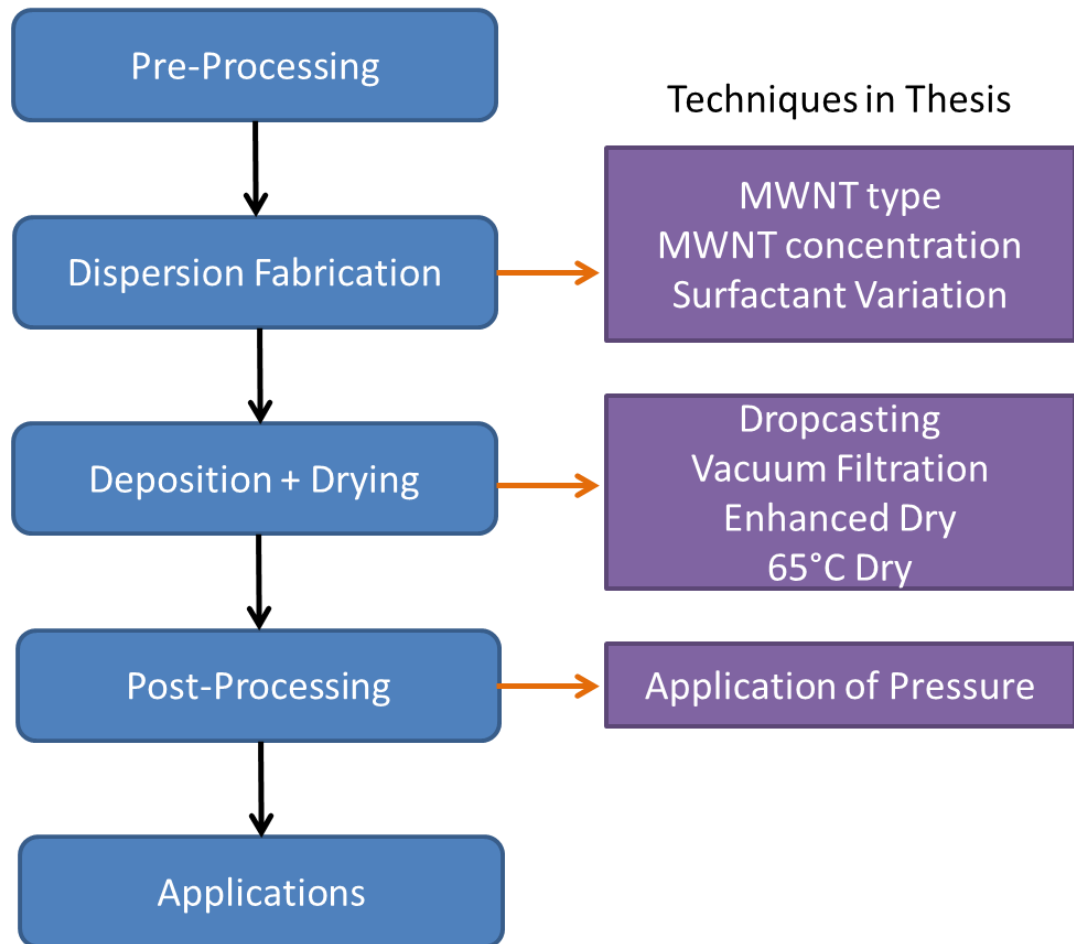 Pre-Processing
Techniques in Thesis
MWNT type
MWNT concentration
Surfactant Variation
Dispersion Fabrication
Dropcasting
Vacuum Filtration
Enhanced Dry
65°C Dry
Deposition + Drying
Post-Processing
Application of Pressure
Applications